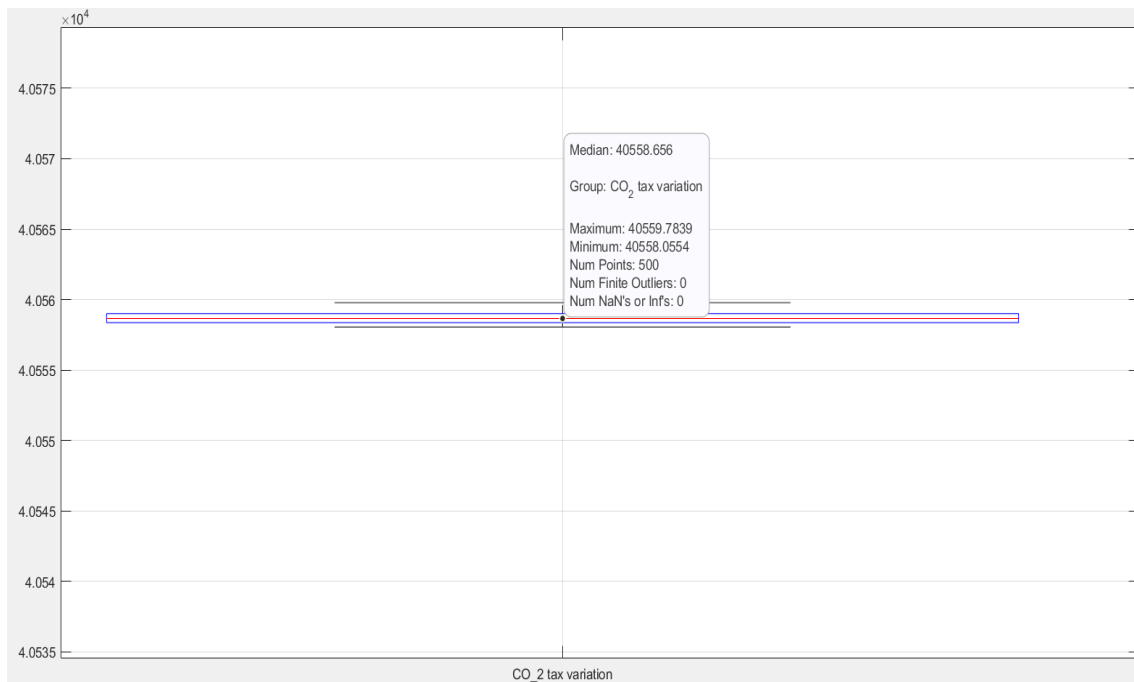 ×10⁴
4.0575
4.057
4.0565
4.056
4.0555
4.055
4.0545
4.054
4.0535
Median: 40558.656
Group: CO₂ tax variation
Maximum: 40559.7839
Minimum: 40558.0554
Num Points: 500
Num Finite Outliers: 0
Num NaN's or Inf's: 0
CO_2 tax variation